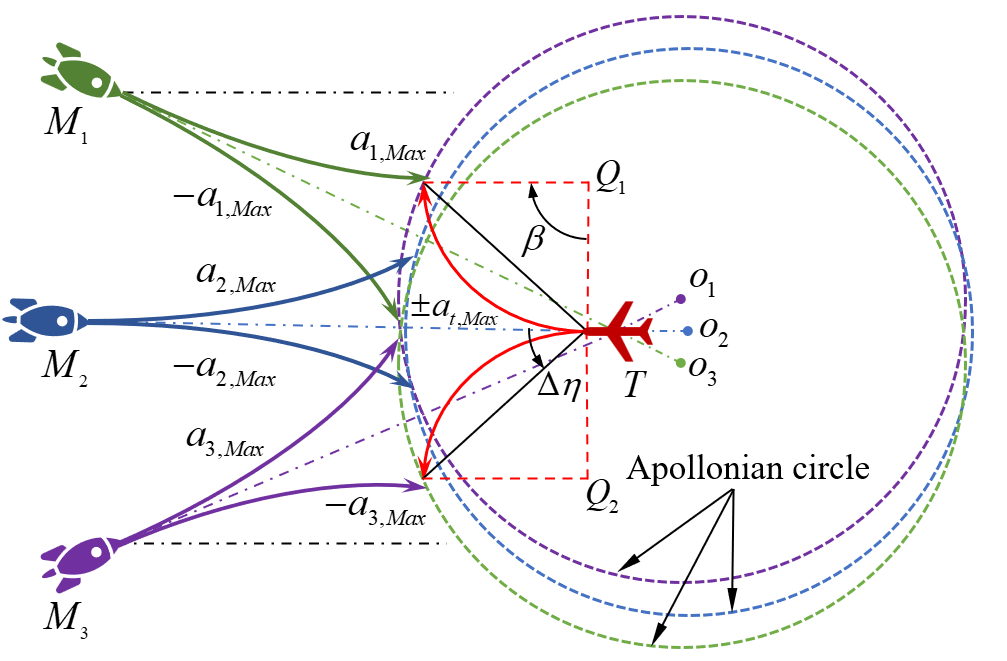 M₁
a₁,Max
Q₁
−a₁,Max
β
a₂,Max
±aₜ,Max
o₁
o₂
M₂
−a₂,Max
Δη
T
o₃
a₃,Max
Apollonian circle
Q₂
−a₃,Max
M₃